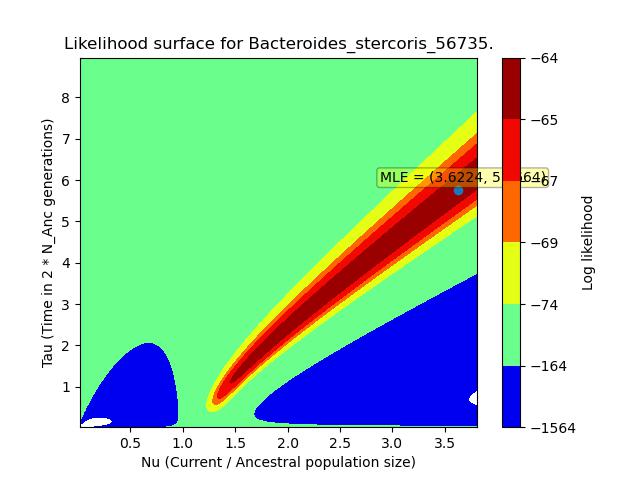 Likelihood surface for Bacteroides_stercoris_56735.
Tau (Time in 2 * N_Anc generations)
8
7
6
5
4
3
2
1
0.5 1.0 1.5 2.0 2.5 3.0 3.5
Nu (Current / Ancestral population size)
MLE = (3.6224,
−64
−65
−67
−69
−74
−164
−1564
Log likelihood